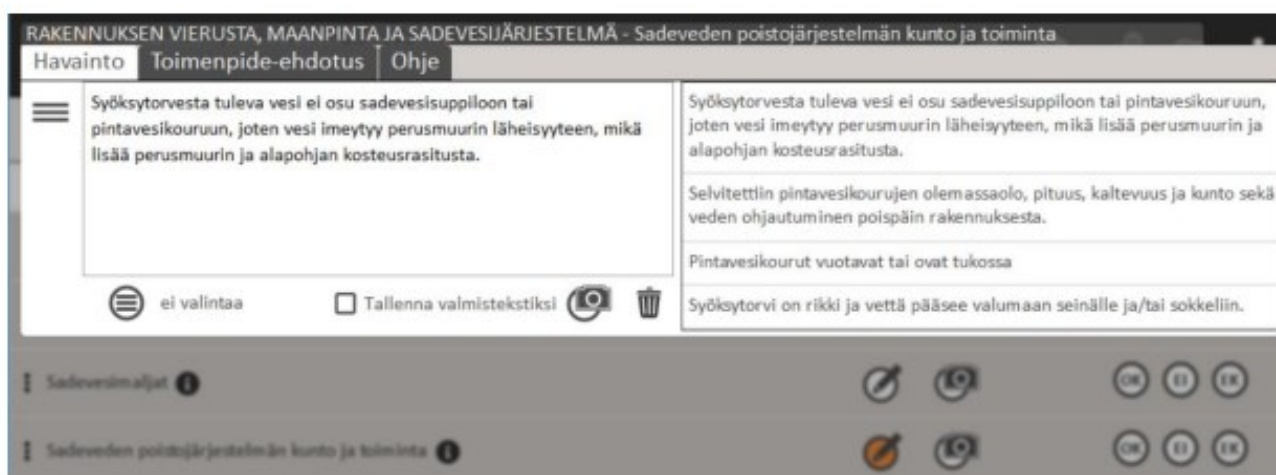 RAKENNUKSEN VIERUSTA, MAANPINTA JA SADEVESIJÄRJESTELMÄ - Sadeveden poistojärjestelmän kunto ja toiminta
Havainto Toimenpide-ehdotus Ohje
Syöksytorvesta tuleva vesi ei osu sadevesisuppiloon tai
pintavesikouruun, joten vesi imeytyy perusmuurin läheisyyteen, mikä
lisää perusmuurin ja alapohjan kosteusrasitusta.
ei valintaa Tallenna valmistekstiksi
Syöksytorvesta tuleva vesi ei osu sadevesisuppiloon tai pintavesikouruun,
joten vesi imeytyy perusmuurin läheisyyteen, mikä lisää perusmuurin ja
alapohjan kosteusrasitusta.
Selvitettiin pintavesikourujen olemassaolo, pituus, kaltevuus ja kunto sekä
veden ohjautuminen poispäin rakennuksesta.
Pintavesikourut vuotavat tai ovat tukossa
Syöksytorvi on rikki ja vettä pääsee valumaan seinälle ja/tai sokkeliin.
Sadevesimaljat OK EI EK
Sadeveden poistojärjestelmän kunto ja toiminta OK EI EK